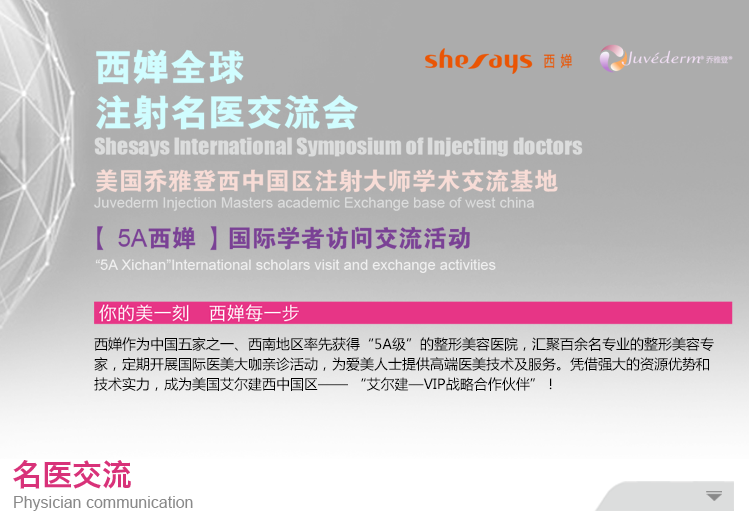 西婵全球
shesays 西婵
Juvéderm® 乔雅登®
注射名医交流会
Shesays International Symposium of Injecting doctors
美国乔雅登西中国区注射大师学术交流基地
Juvederm Injection Masters academic Exchange base of west china
【 5A西婵 】国际学者访问交流活动
“5A Xichan”International scholars visit and exchange activities
你的美一刻　西婵每一步
西婵作为中国五家之一、西南地区率先获得“5A级”的整形美容医院，汇聚百余名专业的整形美容专
家，定期开展国际医美大咖亲诊活动，为爱美人士提供高端医美技术及服务。凭借强大的资源优势和
技术实力，成为美国艾尔建西中国区—— “艾尔建—VIP战略合作伙伴”！
名医交流
Physician communication